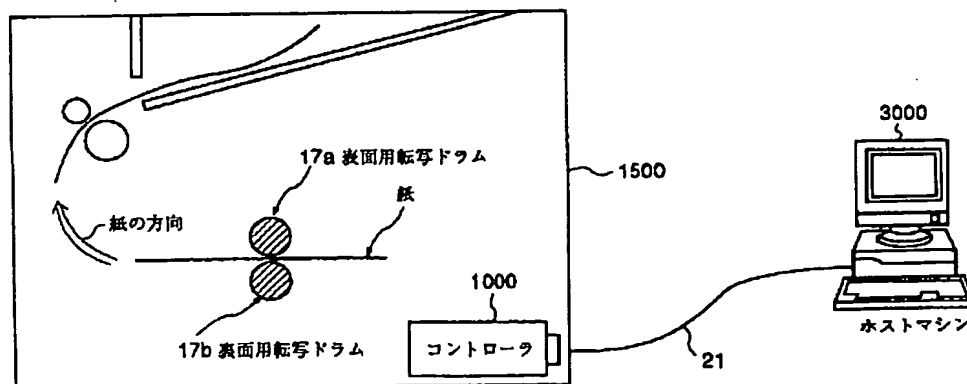 3000
17a 表面用転写ドラム
1500
紙
紙の方向
1000
コントローラ
17b 裏面用転写ドラム
21
ホストマシン